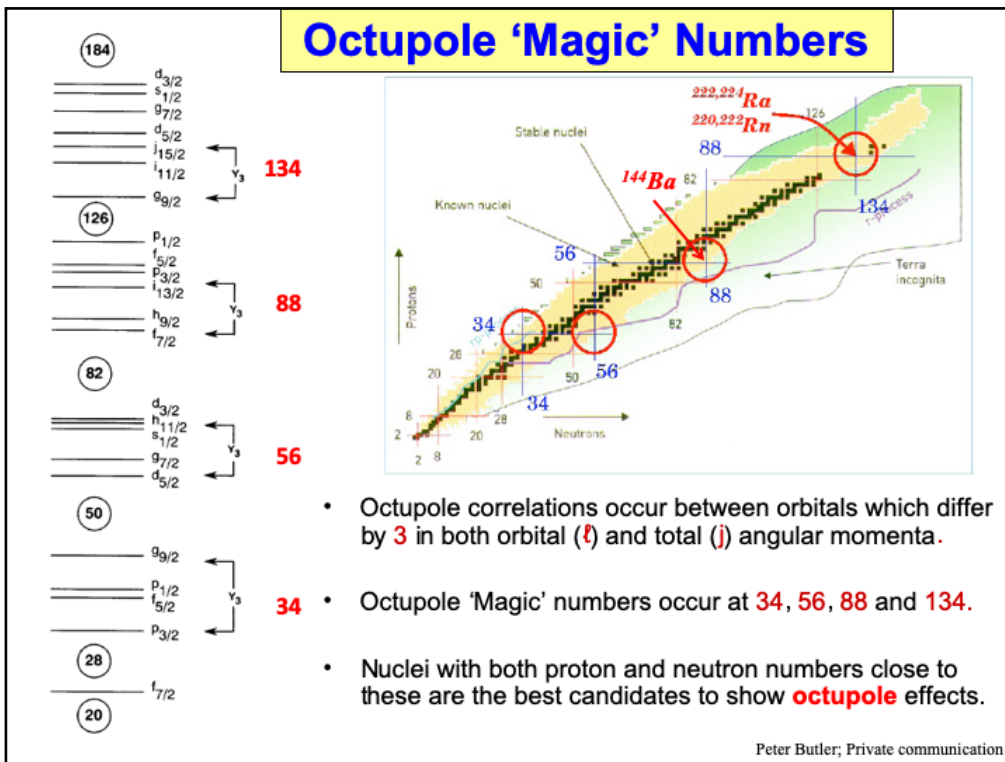 Octupole ‘Magic’ Numbers
184
d3/2
s1/2
g7/2
d5/2
j15/2
i11/2
Y3
134
g9/2
126
p1/2
f5/2
p3/2
i13/2
Y3
88
h9/2
f7/2
82
d3/2
h11/2
s1/2
Y3
56
g7/2
d5/2
50
g9/2
p1/2
f5/2
Y3
34
p3/2
28
f7/2
20
222,224Ra
220,222Rn
126
Stable nuclei
88
144Ba
82
Known nuclei
134
r-process
56
50
Terra
incognita
88
Protons
34
82
28
50
56
20
34
28
8
20
Neutrons
2
2
8
• Octupole correlations occur between orbitals which differ
by 3 in both orbital (ℓ) and total (j) angular momenta.
• Octupole ‘Magic’ numbers occur at 34, 56, 88 and 134.
• Nuclei with both proton and neutron numbers close to
these are the best candidates to show octupole effects.
Peter Butler; Private communication